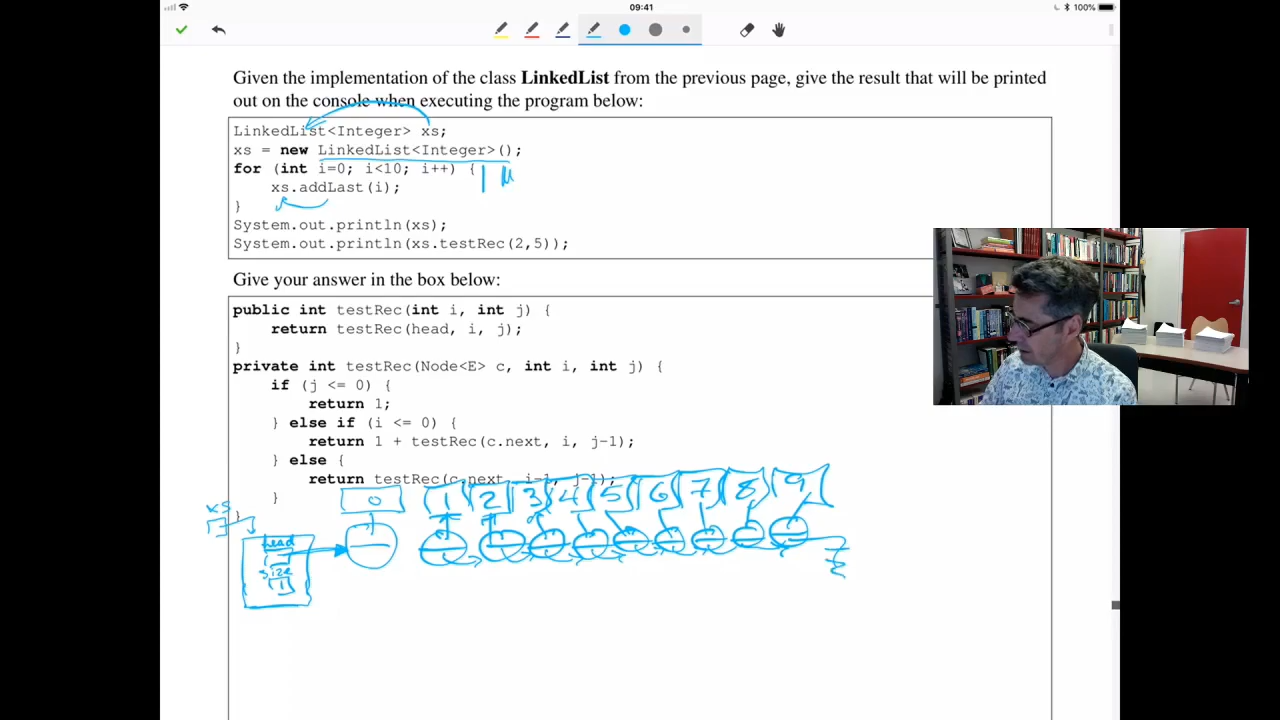 09:41
100%
Given the implementation of the class LinkedList from the previous page, give the result that will be printed
out on the console when executing the program below:
LinkedList<Integer> xs;
xs = new LinkedList<Integer>();
for (int i=0; i<10; i++) {
xs.addLast(i);
}
System.out.println(xs);
System.out.println(xs.testRec(2,5));
Give your answer in the box below:
public int testRec(int i, int j) {
return testRec(head, i, j);
}
private int testRec(Node<E> c, int i, int j) {
if (j <= 0) {
return 1;
} else if (i <= 0) {
return 1 + testRec(c.next, i, j-1);
} else {
return testRec(c.next, i-1, j-1);
}
}
0 1 2 3 4 5 6 7 8 9
xs
head
size
1